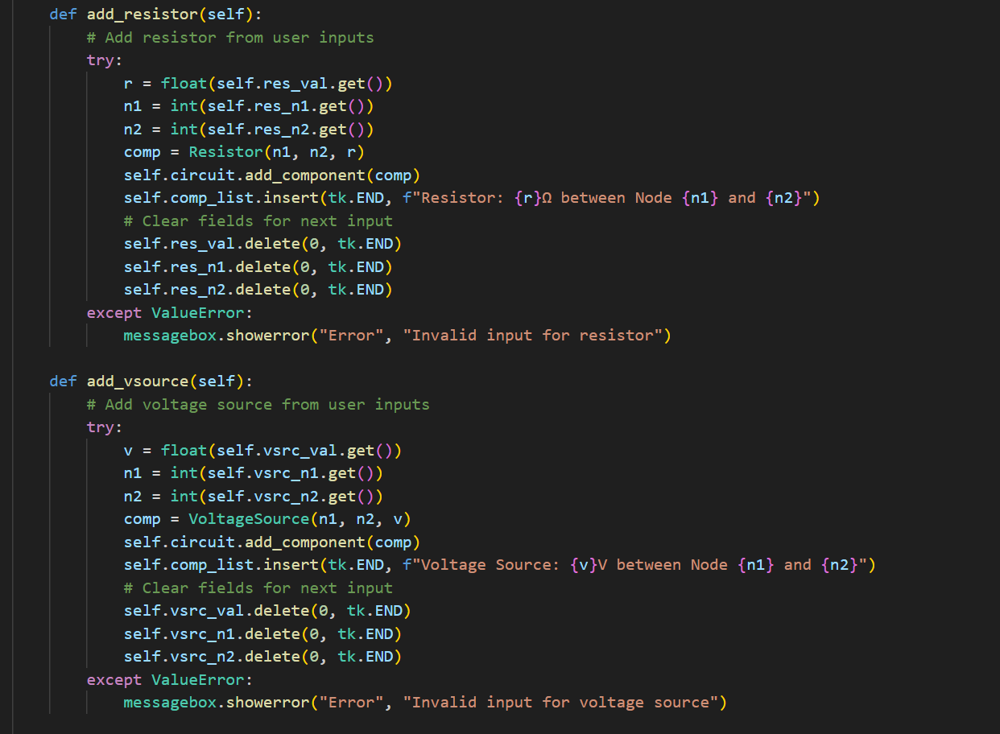 def add_resistor(self):
    # Add resistor from user inputs
    try:
        r = float(self.res_val.get())
        n1 = int(self.res_n1.get())
        n2 = int(self.res_n2.get())
        comp = Resistor(n1, n2, r)
        self.circuit.add_component(comp)
        self.comp_list.insert(tk.END, f"Resistor: {r}Ω between Node {n1} and {n2}")
        # Clear fields for next input
        self.res_val.delete(0, tk.END)
        self.res_n1.delete(0, tk.END)
        self.res_n2.delete(0, tk.END)
    except ValueError:
        messagebox.showerror("Error", "Invalid input for resistor")

def add_vsource(self):
    # Add voltage source from user inputs
    try:
        v = float(self.vsrc_val.get())
        n1 = int(self.vsrc_n1.get())
        n2 = int(self.vsrc_n2.get())
        comp = VoltageSource(n1, n2, v)
        self.circuit.add_component(comp)
        self.comp_list.insert(tk.END, f"Voltage Source: {v}V between Node {n1} and {n2}")
        # Clear fields for next input
        self.vsrc_val.delete(0, tk.END)
        self.vsrc_n1.delete(0, tk.END)
        self.vsrc_n2.delete(0, tk.END)
    except ValueError:
        messagebox.showerror("Error", "Invalid input for voltage source")